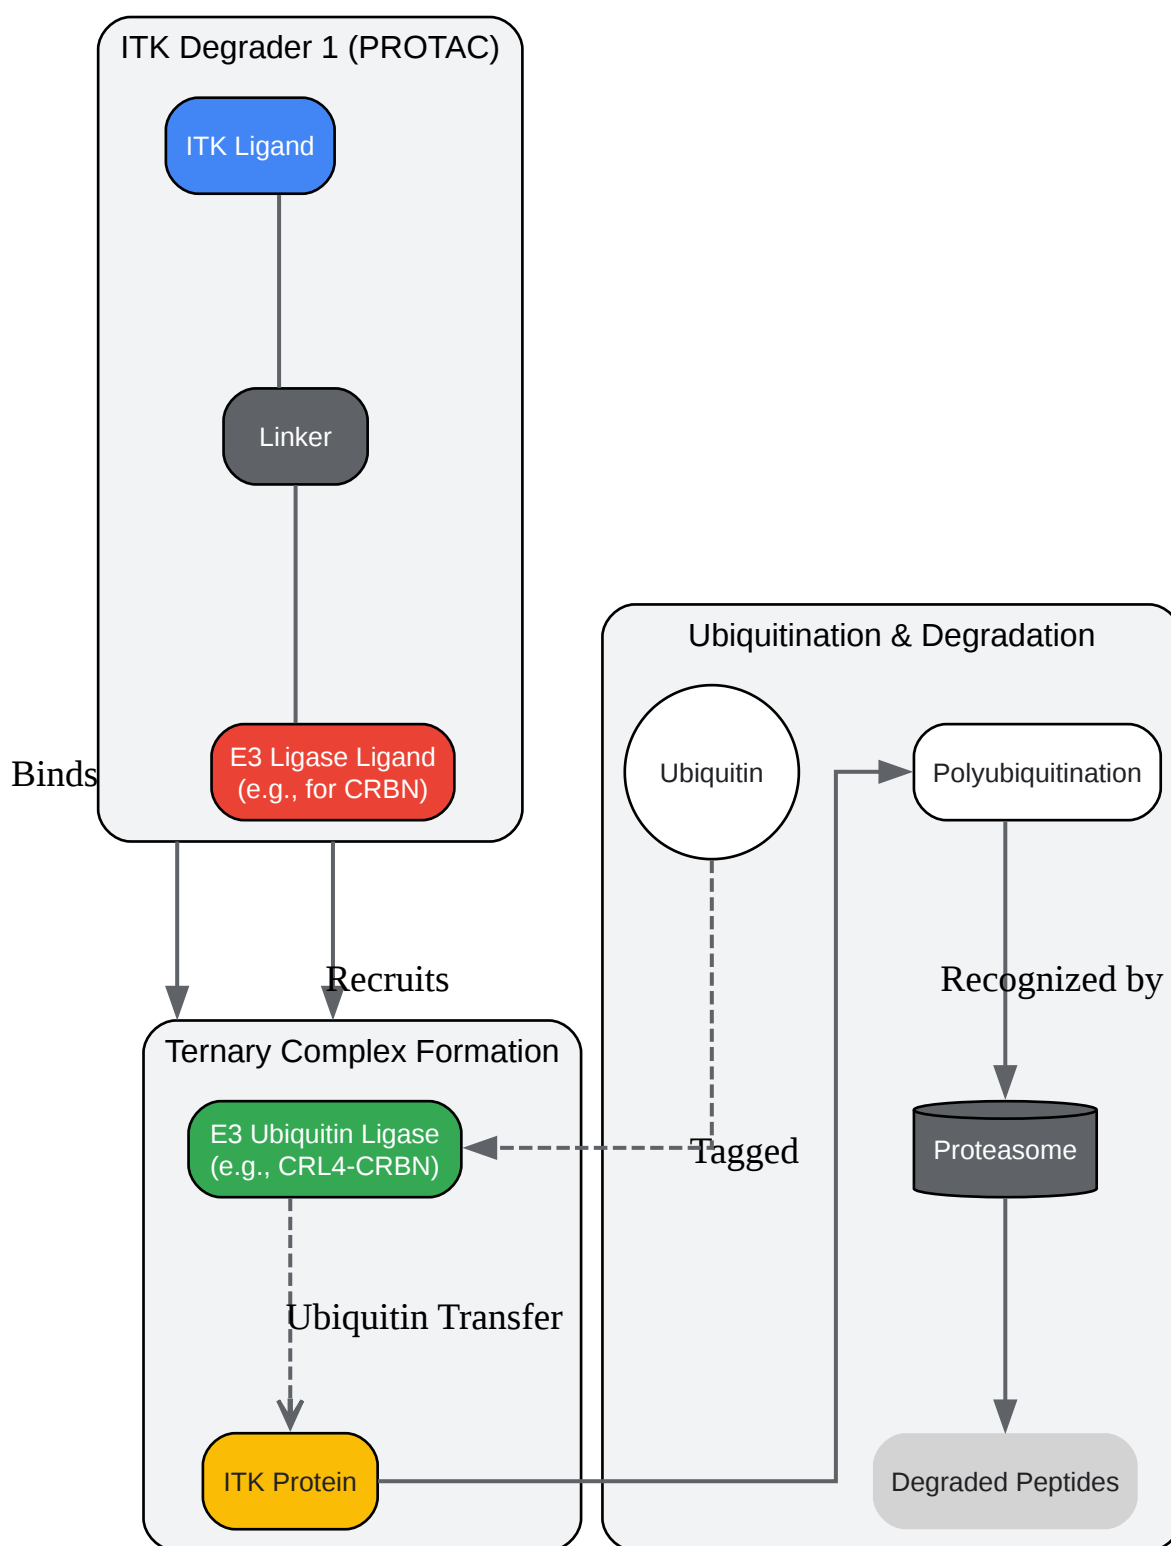 ITK Degrader 1 (PROTAC)
ITK Ligand
Linker
E3 Ligase Ligand
(e.g., for CRBN)
Binds
Recruits
Ternary Complex Formation
E3 Ubiquitin Ligase
(e.g., CRL4-CRBN)
Ubiquitin Transfer
ITK Protein
Ubiquitination & Degradation
Ubiquitin
Polyubiquitination
Recognized by
Tagged
Proteasome
Degraded Peptides